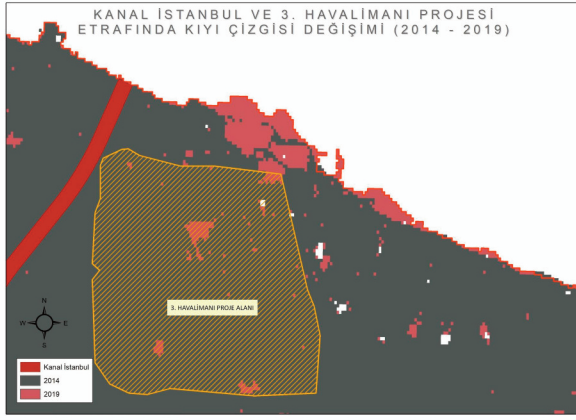 KANAL İSTANBUL VE 3. HAVALİMANI PROJESİ
ETRAFINDA KIYI ÇİZGİSİ DEĞİŞİMİ (2014 - 2019)
3. HAVALİMANI PROJE ALANI
N
W E
S
Kanal İstanbul
2014
2019